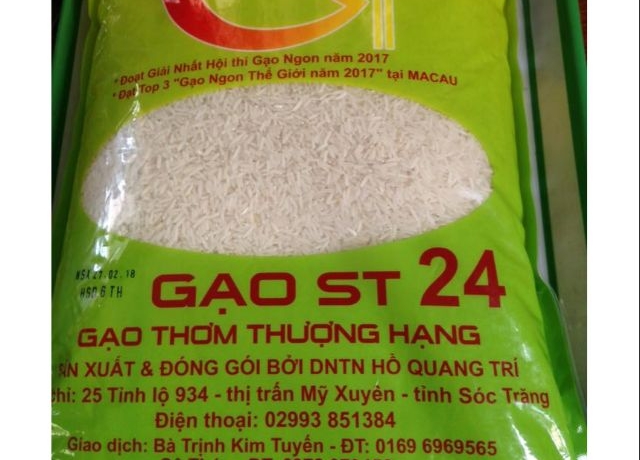 * Đoạt Giải Nhất Hội thi Gạo Ngon năm 2017
* Đạt Top 3 "Gạo Ngon Thế Giới năm 2017" tại MACAU
NSX 27.02.18
HSD 6 TH
GẠO ST 24
GẠO THƠM THƯỢNG HẠNG
XUẤT & ĐÓNG GÓI BỞI DNTN HỒ QUANG TRÍ
chỉ: 25 Tỉnh lộ 934 - thị trấn Mỹ Xuyên - tỉnh Sóc Trăng
Điện thoại: 02993 851384
Giao dịch: Bà Trịnh Kim Tuyến - ĐT: 0169 6969565